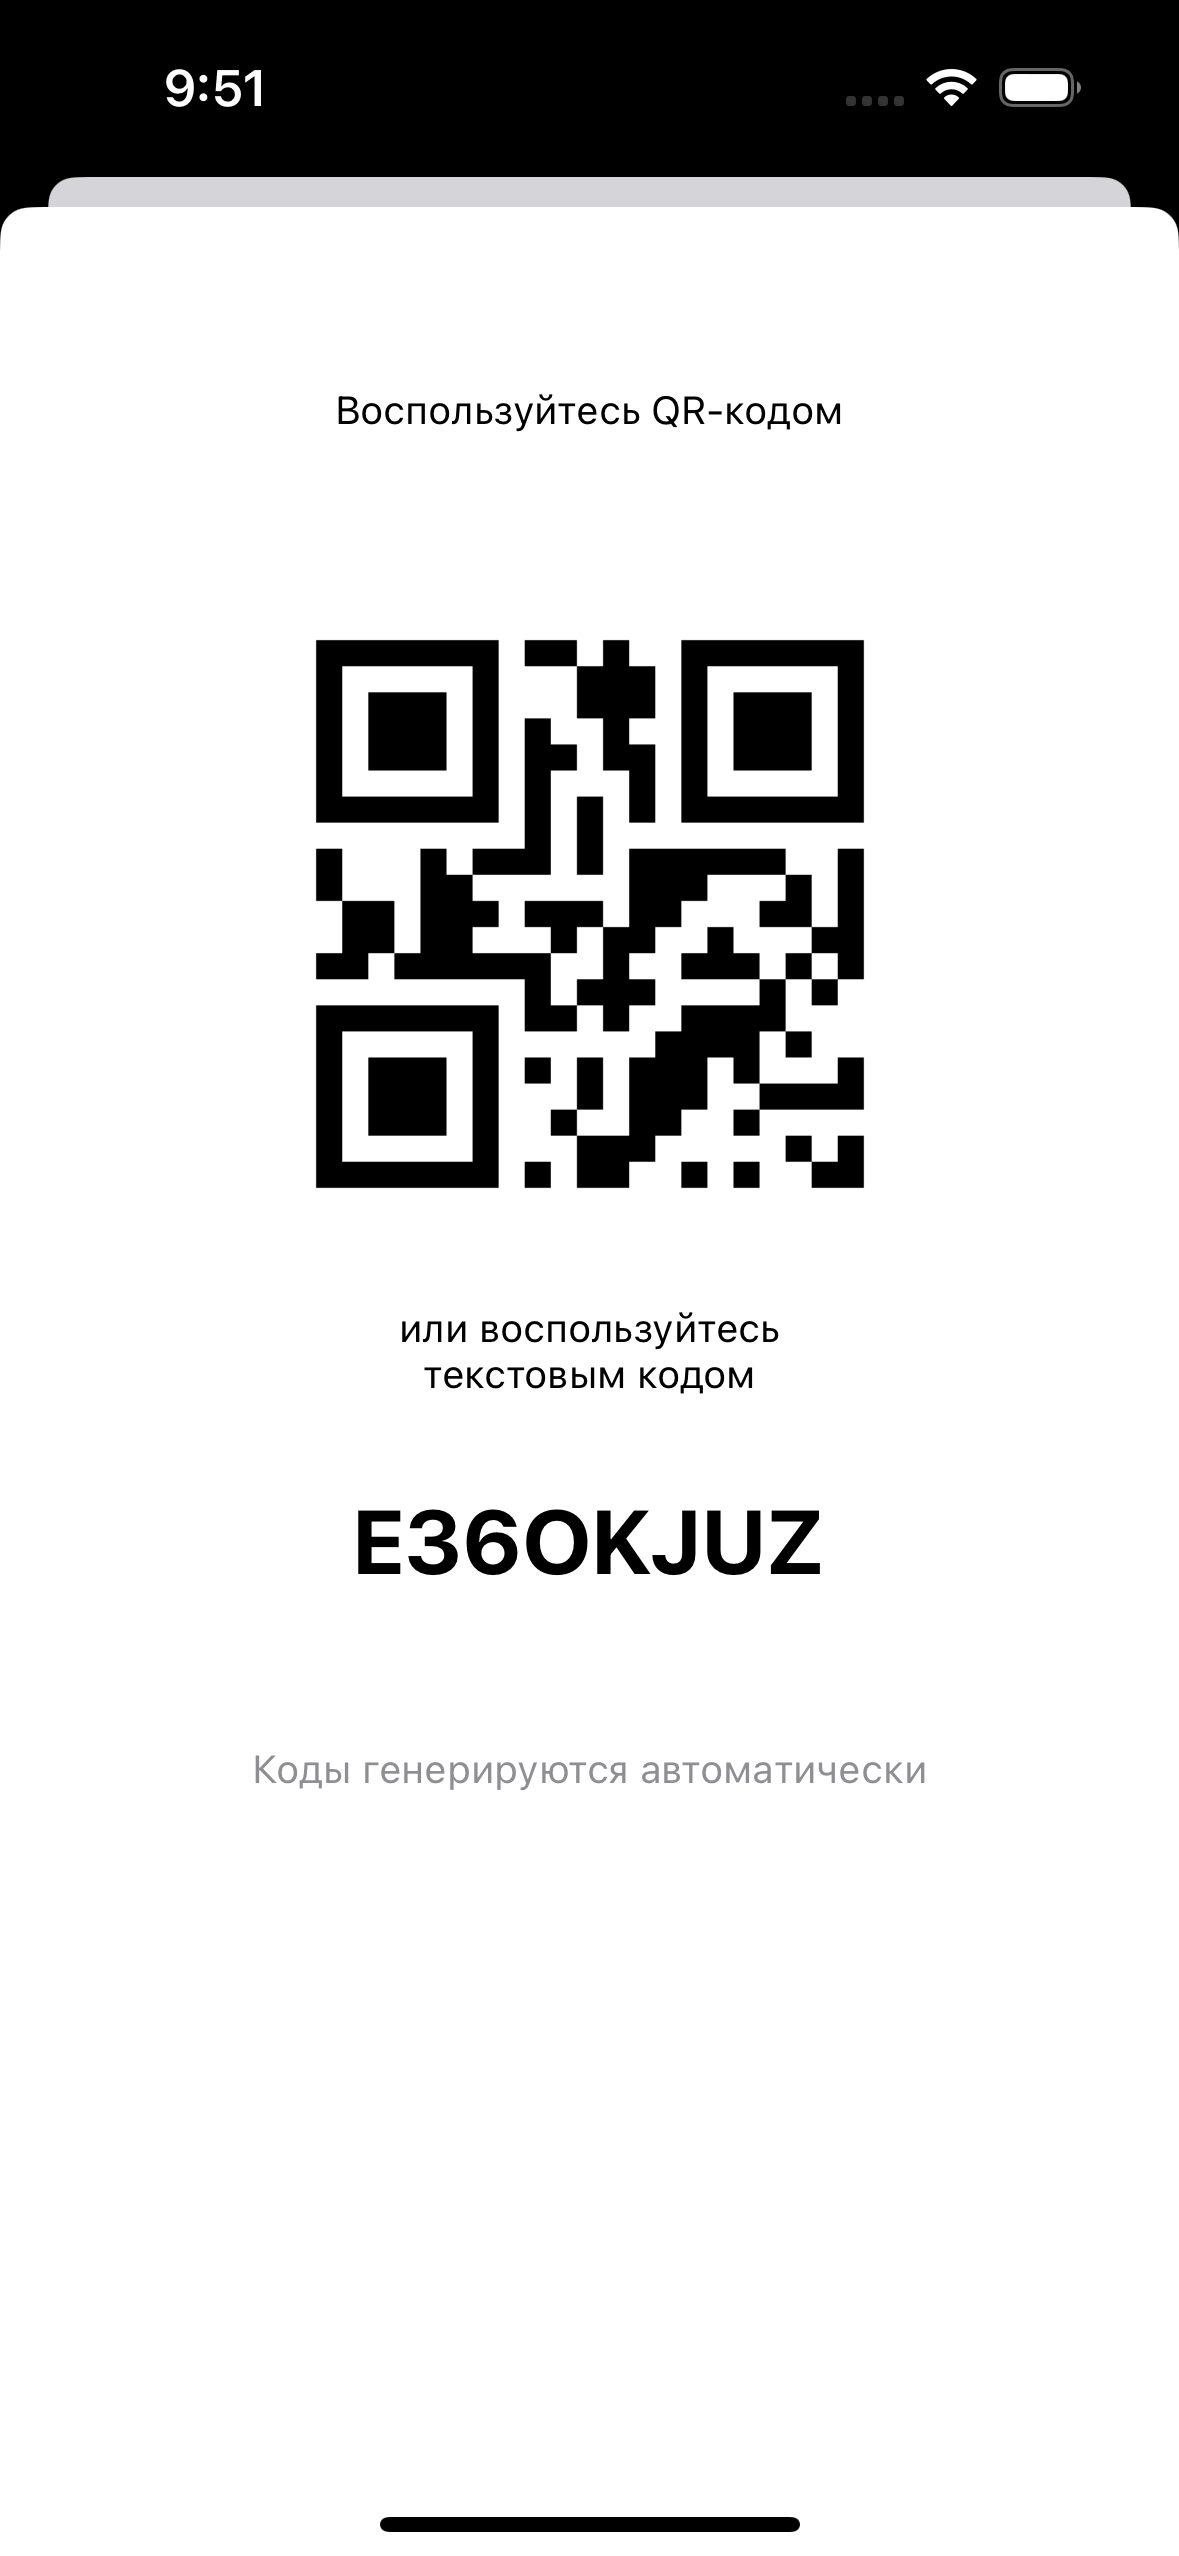 9:51
Воспользуйтесь QR-кодом
или воспользуйтесь
текстовым кодом
E36OKJUZ
Коды генерируются автоматически